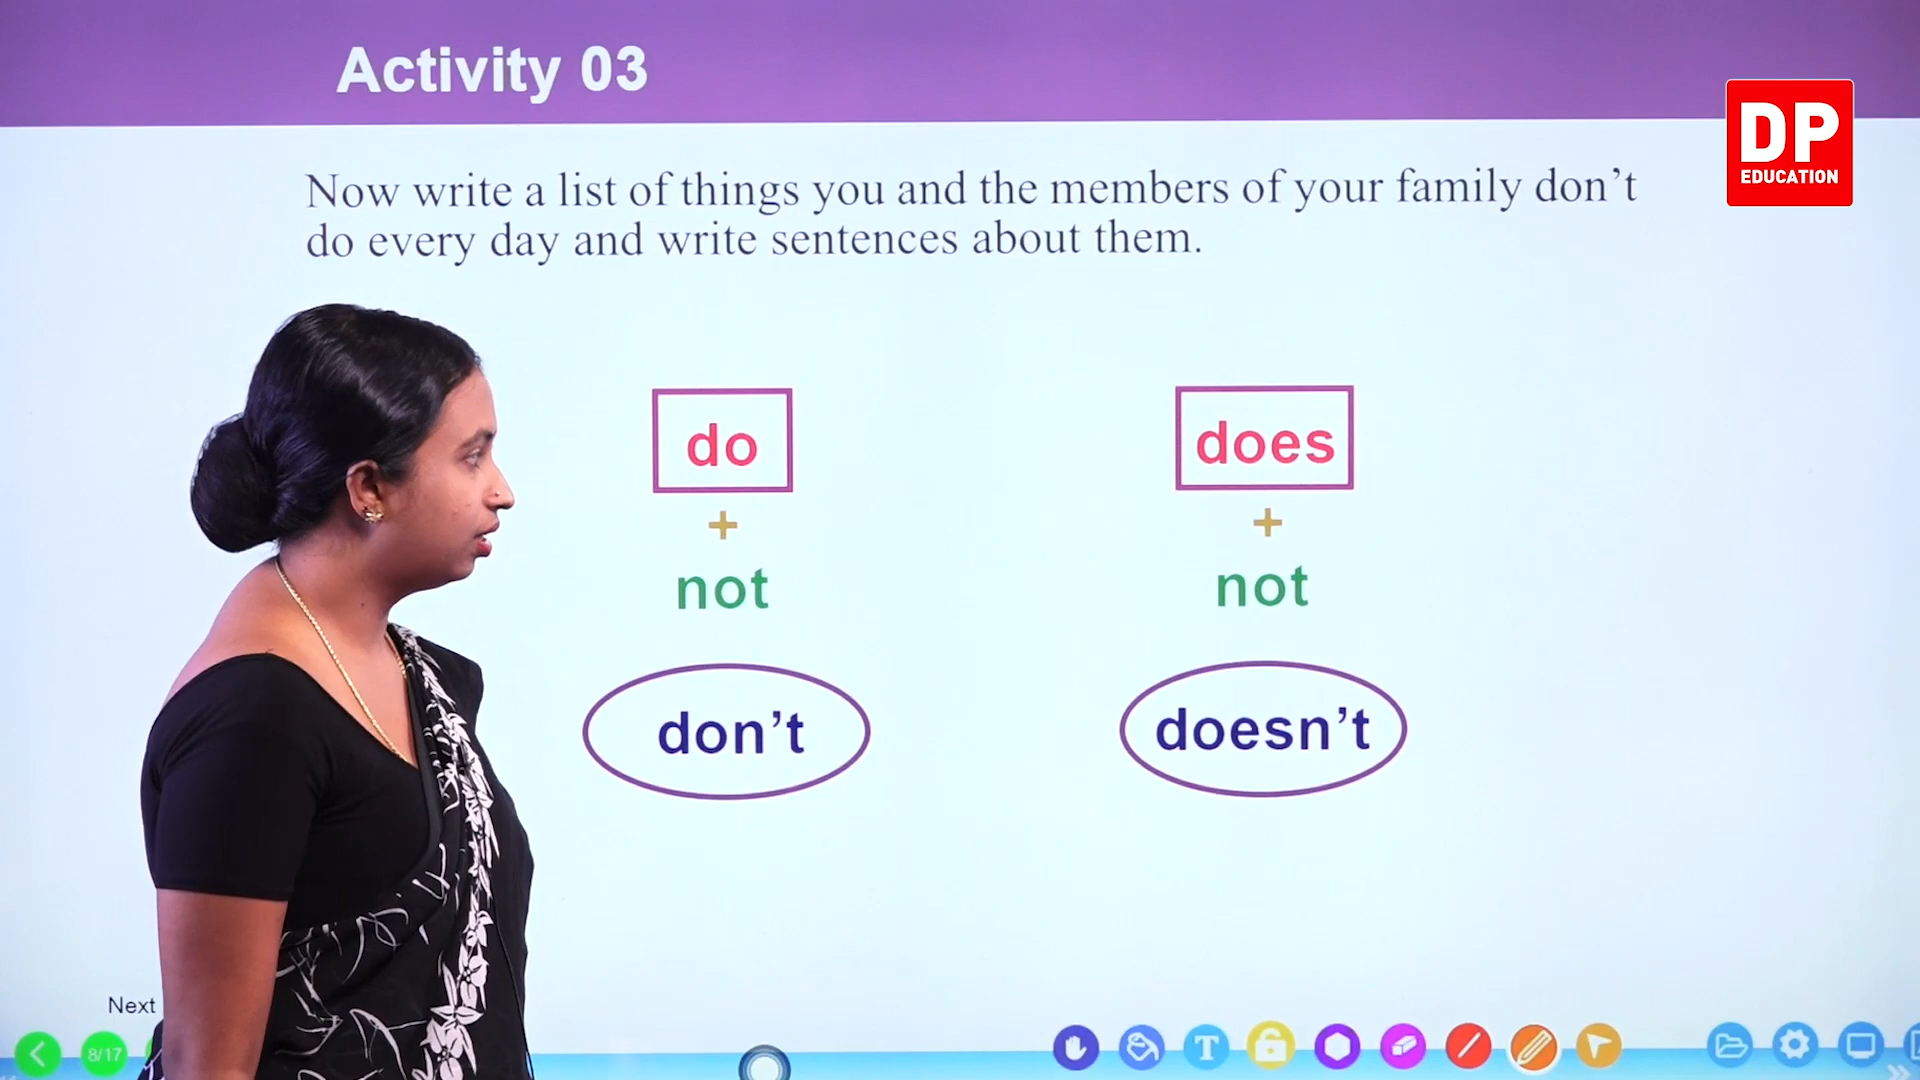 Activity 03
DP
EDUCATION
Now write a list of things you and the members of your family don’t
do every day and write sentences about them.
do
does
+
+
not
not
don’t
doesn’t
Next
8/17
T